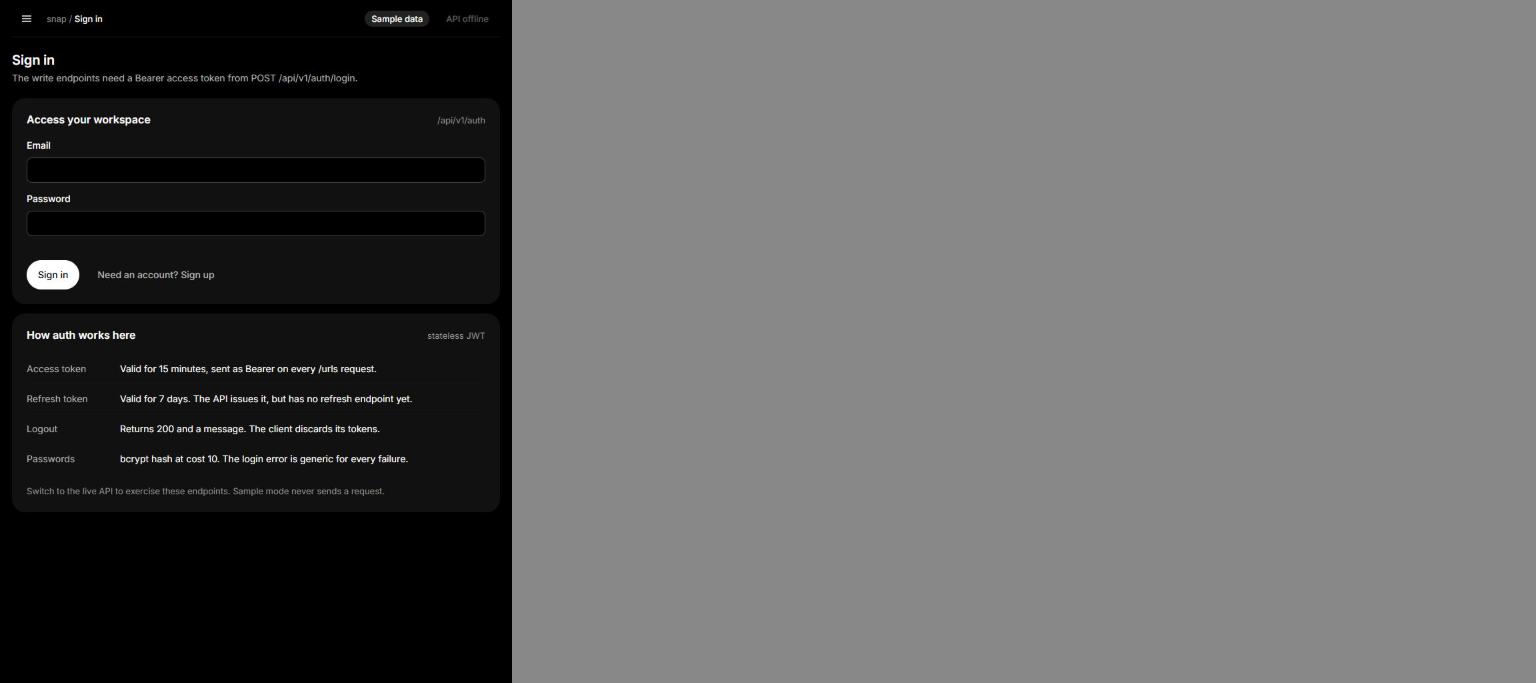 snap / Sign in
Sample data
API offline
Sign in
The write endpoints need a Bearer access token from POST /api/v1/auth/login.
Access your workspace
/api/v1/auth
Email
Password
Sign in
Need an account? Sign up
How auth works here
stateless JWT
Access token
Valid for 15 minutes, sent as Bearer on every /urls request.
Refresh token
Valid for 7 days. The API issues it, but has no refresh endpoint yet.
Logout
Returns 200 and a message. The client discards its tokens.
Passwords
bcrypt hash at cost 10. The login error is generic for every failure.
Switch to the live API to exercise these endpoints. Sample mode never sends a request.